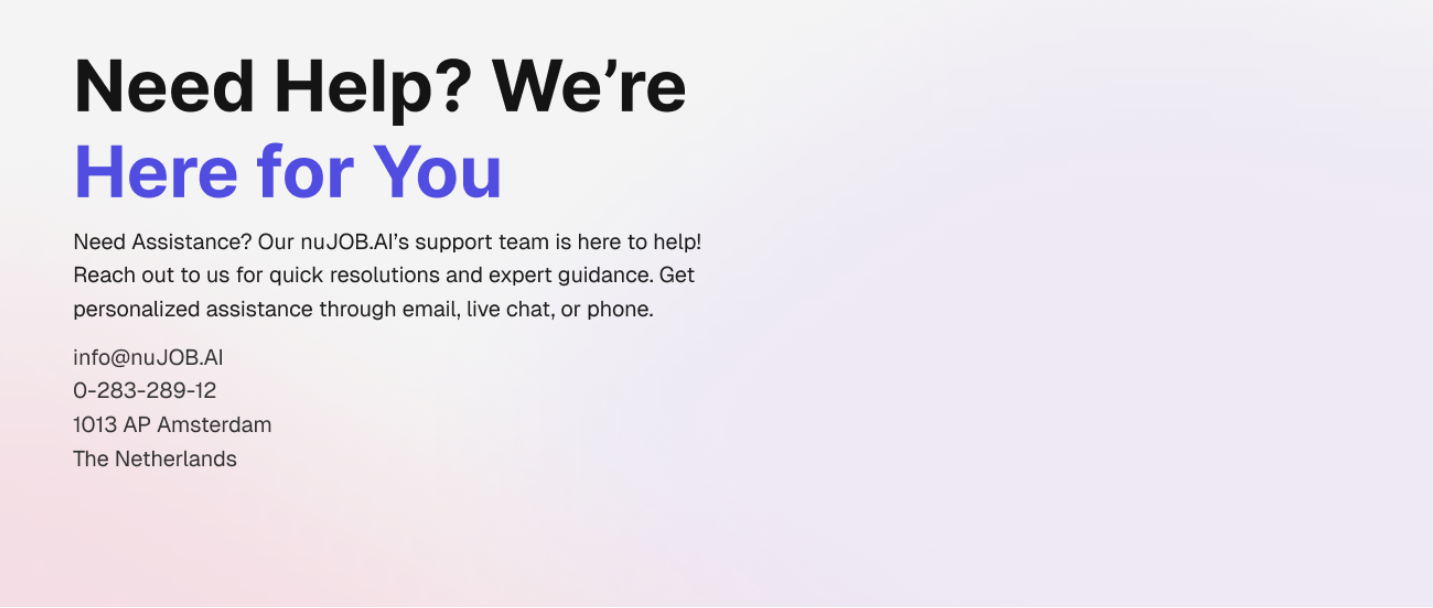 Need Help? We’re
Here for You
Need Assistance? Our nuJOB.AI’s support team is here to help!
Reach out to us for quick resolutions and expert guidance. Get
personalized assistance through email, live chat, or phone.
info@nuJOB.AI
0-283-289-12
1013 AP Amsterdam
The Netherlands